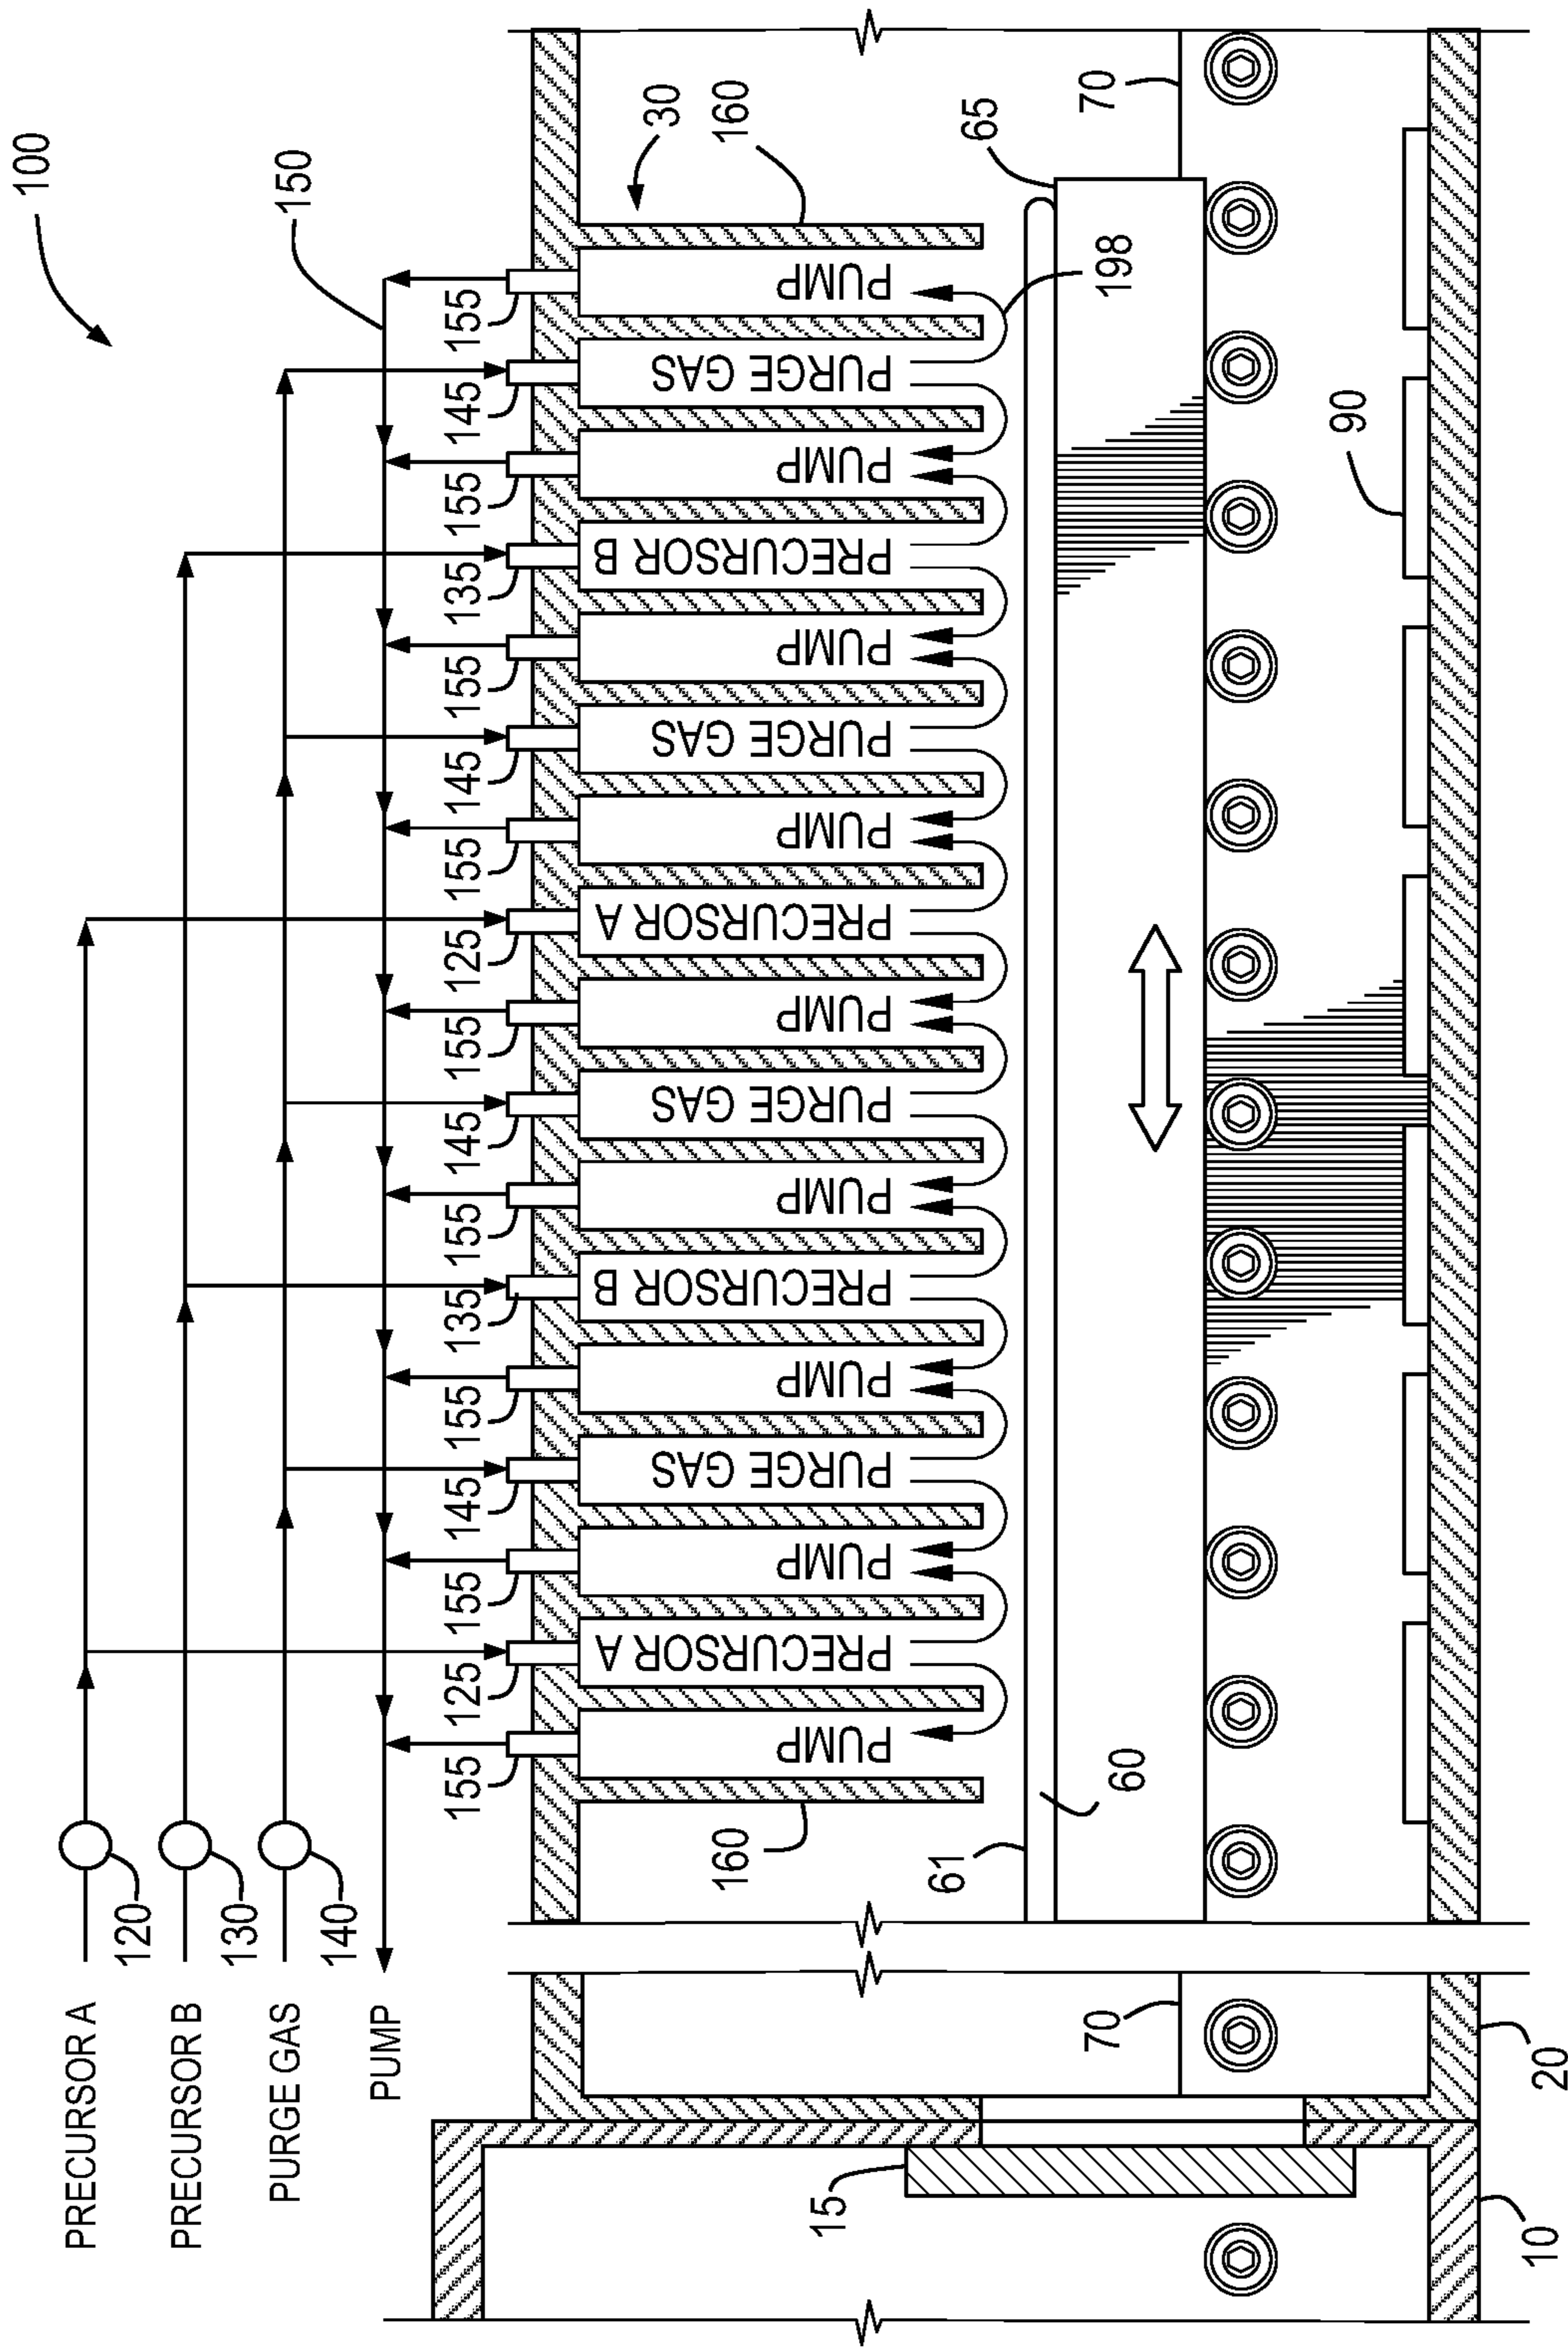 100
PRECURSOR A
120
PRECURSOR B
130
PURGE GAS
140
150
PUMP
155 125 155 145 155 135 155 145 155 125 155 145 155 135 155 145 155
30
160
160
PUMP
PRECURSOR A
PUMP
PURGE GAS
PUMP
PRECURSOR B
PUMP
PURGE GAS
PUMP
PRECURSOR A
PUMP
PURGE GAS
PUMP
PRECURSOR B
PUMP
PURGE GAS
PUMP
15
61
65
70
60
198
70
90
10
20